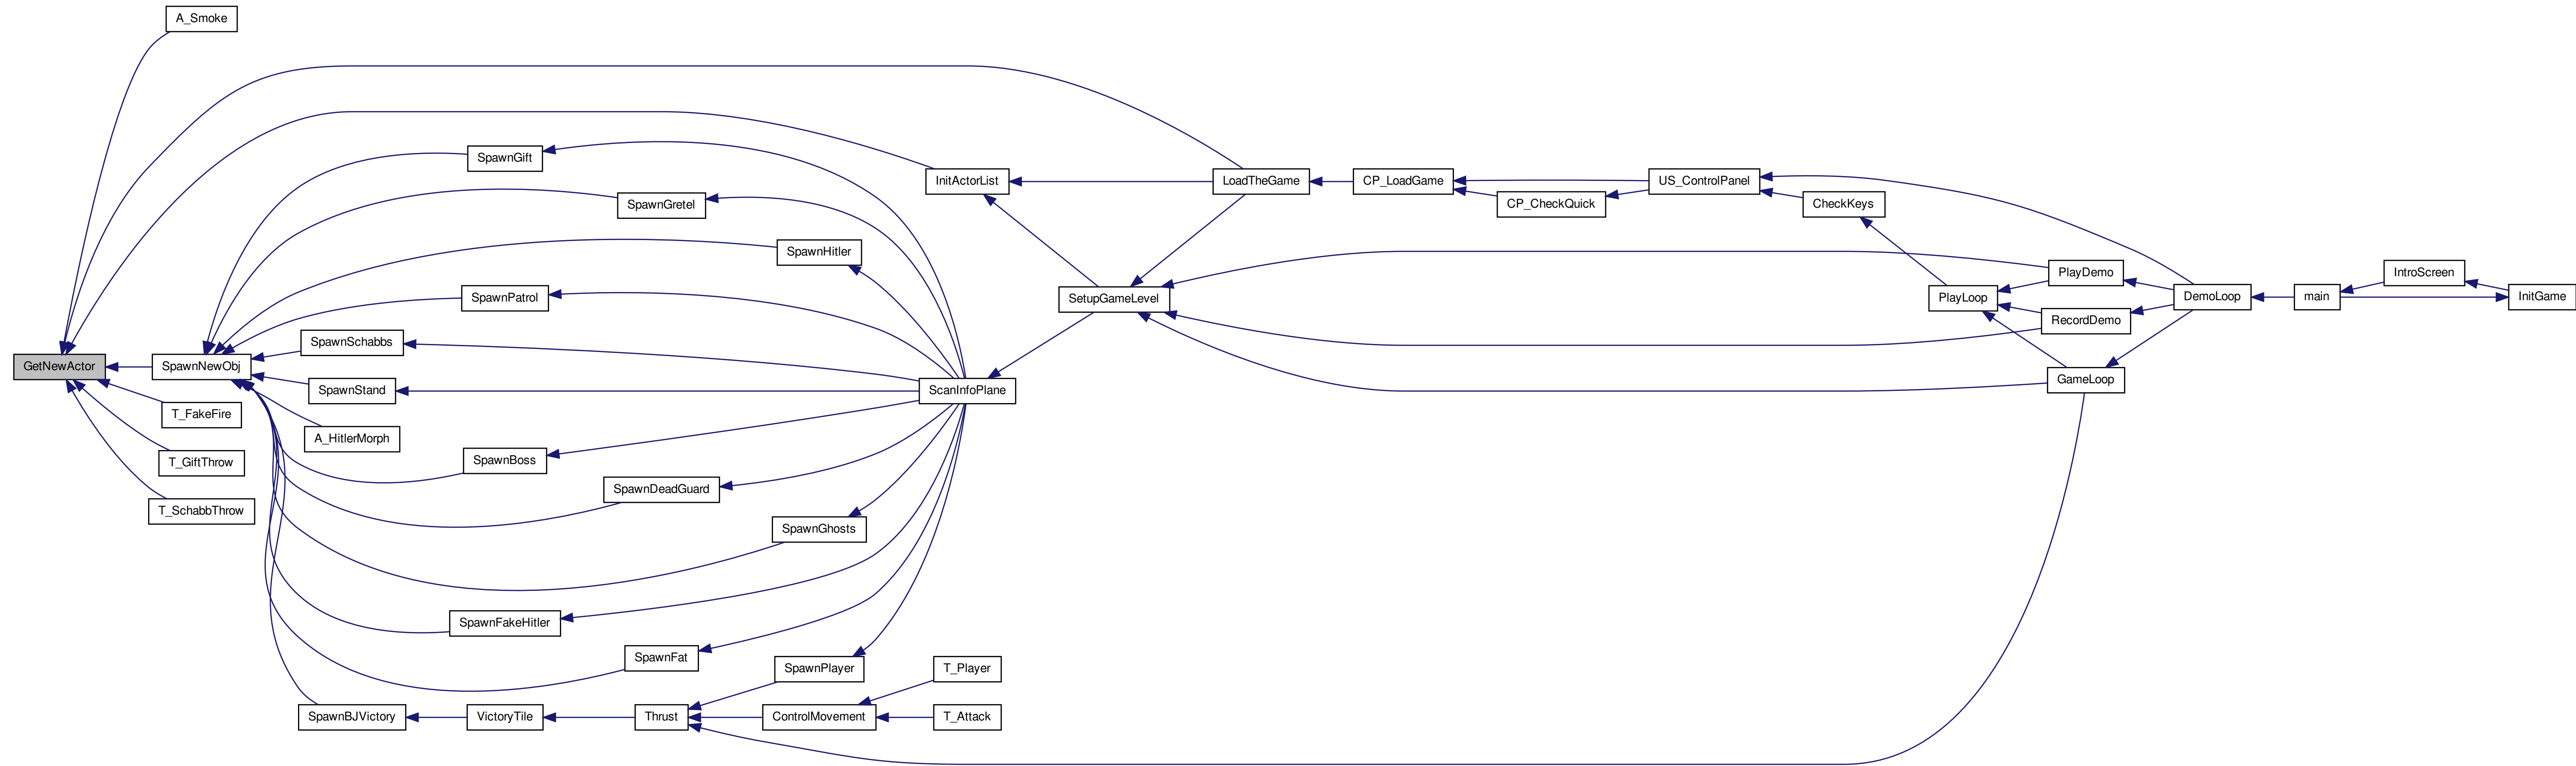 A_Smoke
SpawnGift
InitActorList
LoadTheGame
CP_LoadGame
US_ControlPanel
SpawnGretel
CP_CheckQuick
CheckKeys
SpawnHitler
PlayDemo
IntroScreen
SpawnPatrol
SetupGameLevel
PlayLoop
DemoLoop
main
InitGame
RecordDemo
SpawnSchabbs
GetNewActor
SpawnNewObj
GameLoop
SpawnStand
ScanInfoPlane
T_FakeFire
A_HitlerMorph
T_GiftThrow
SpawnBoss
SpawnDeadGuard
T_SchabbThrow
SpawnGhosts
SpawnFakeHitler
SpawnFat
SpawnPlayer
T_Player
SpawnBJVictory
VictoryTile
Thrust
ControlMovement
T_Attack